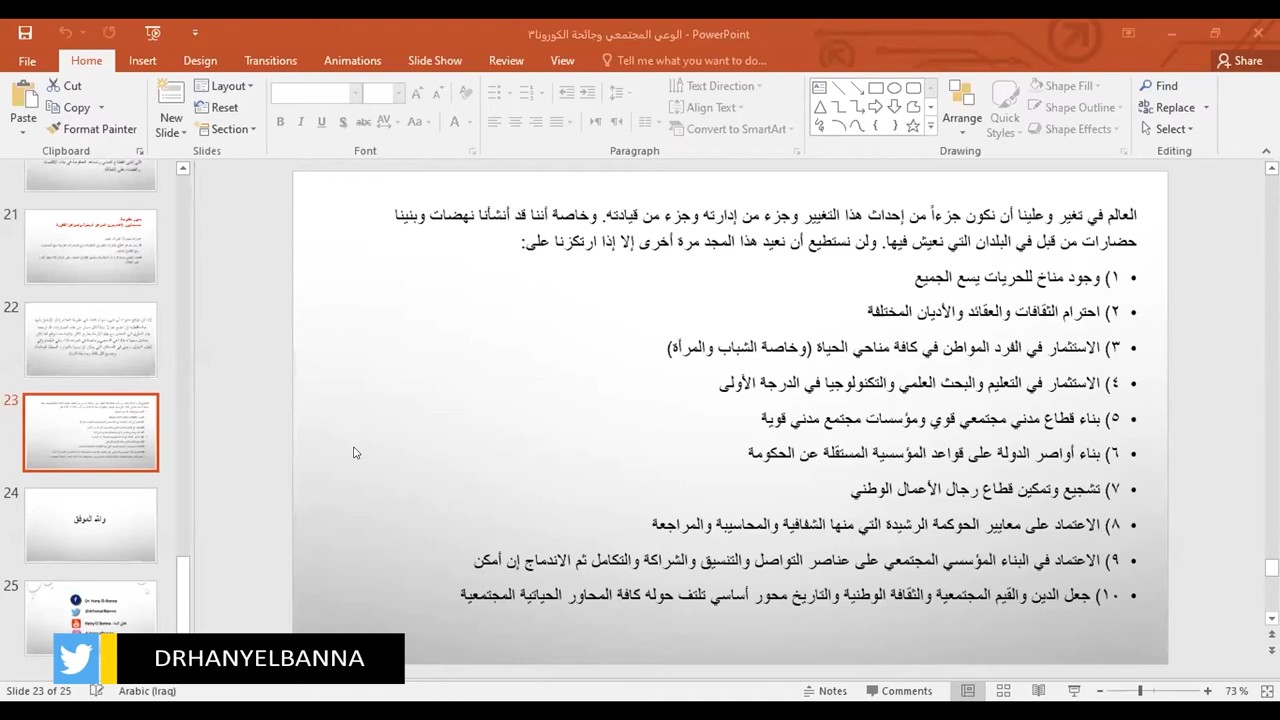 الوعي المجتمعي وجائحة الكورونا٣ - PowerPoint
File Home Insert Design Transitions Animations Slide Show Review View Tell me what you want to do... Share
Cut Layout Text Direction Shape Fill Find
Copy Reset Align Text Shape Outline Replace
Paste Format Painter New Slide Section Convert to SmartArt Arrange Quick Styles Shape Effects Select
Clipboard Slides Font Paragraph Drawing Editing
العالم في تغير وعلينا أن نكون جزءاً من إحداث هذا التغيير وجزء من إدارته وجزء من قيادته. وخاصة أننا قد أنشأنا نهضات وبنينا
حضارات من قبل في البلدان التي نعيش فيها. ولن نستطيع أن نعيد هذا المجد مرة أخرى إلا إذا ارتكزنا على:
• ١) وجود مناخ للحريات يسع الجميع
• ٢) احترام الثقافات والعقائد والأديان المختلفة
• ٣) الاستثمار في الفرد المواطن في كافة مناحي الحياة (وخاصة الشباب والمرأة)
• ٤) الاستثمار في التعليم والبحث العلمي والتكنولوجيا في الدرجة الأولى
• ٥) بناء قطاع مدني مجتمعي قوي ومؤسسات مجتمع مدني قوية
• ٦) بناء أواصر الدولة على قواعد المؤسسية المستقلة عن الحكومة
• ٧) تشجيع وتمكين قطاع رجال الأعمال الوطني
• ٨) الاعتماد على معايير الحوكمة الرشيدة التي منها الشفافية والمحاسبية والمراجعة
• ٩) الاعتماد في البناء المؤسسي المجتمعي على عناصر التواصل والتنسيق والشراكة والتكامل ثم الاندماج إن أمكن
• ١٠) جعل الدين والقيم المجتمعية والثقافة الوطنية والتاريخ محور أساسي تلتف حوله كافة المحاور الحياتية المجتمعية
21
22
23
24
والله الموفق
25
Dr. Hany El-Banna
DRHANYELBANNA
Slide 23 of 25 Arabic (Iraq) Notes Comments 73 %